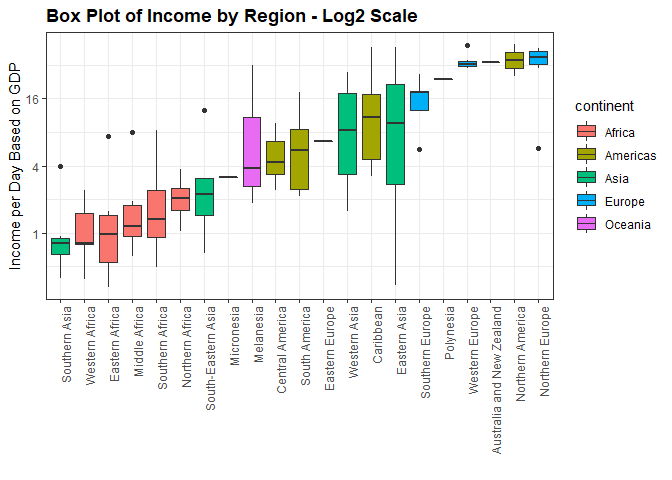 Box Plot of Income by Region - Log2 Scale
Income per Day Based on GDP
16
4
1
Southern Asia
Western Africa
Eastern Africa
Middle Africa
Southern Africa
Northern Africa
South-Eastern Asia
Micronesia
Melanesia
Central America
South America
Eastern Europe
Western Asia
Caribbean
Eastern Asia
Southern Europe
Polynesia
Western Europe
Australia and New Zealand
Northern America
Northern Europe
continent
Africa
Americas
Asia
Europe
Oceania